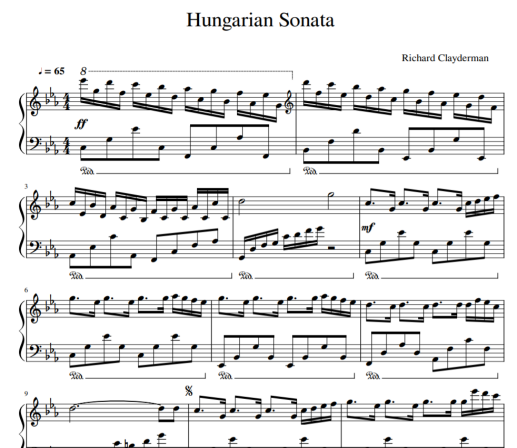 Hungarian Sonata
Richard Clayderman
♩ = 65
8
ff
3
mf
6
9